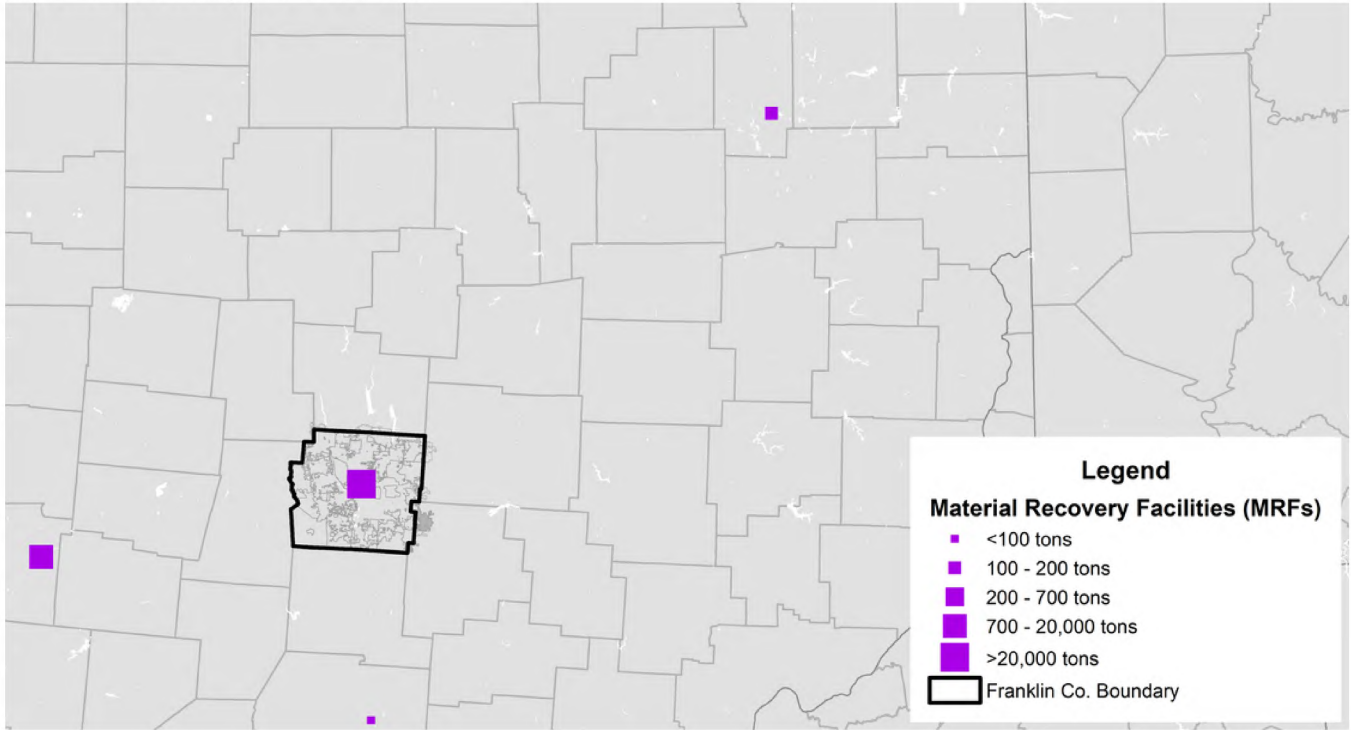 Legend
Material Recovery Facilities (MRFs)
<100 tons
100 - 200 tons
200 - 700 tons
700 - 20,000 tons
>20,000 tons
Franklin Co. Boundary